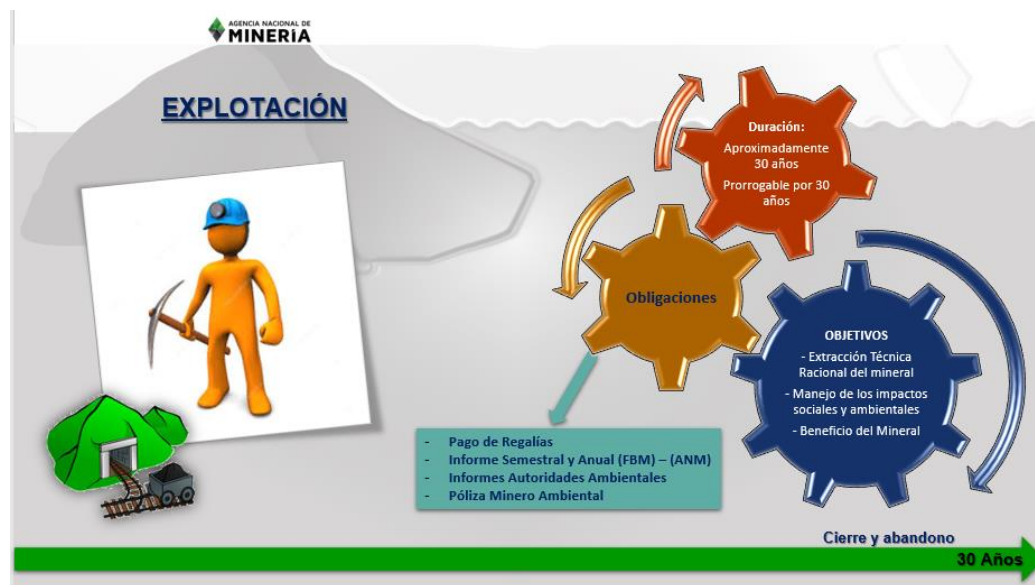 AGENCIA NACIONAL DE
MINERÍA
EXPLOTACIÓN
Duración:
Aproximadamente
30 años
Prorrogable por 30
años
Obligaciones
OBJETIVOS
- Extracción Técnica
Racional del mineral
- Manejo de los impactos
sociales y ambientales
- Beneficio del Mineral
- Pago de Regalías
- Informe Semestral y Anual (FBM) – (ANM)
- Informes Autoridades Ambientales
- Póliza Minero Ambiental
Cierre y abandono
30 Años